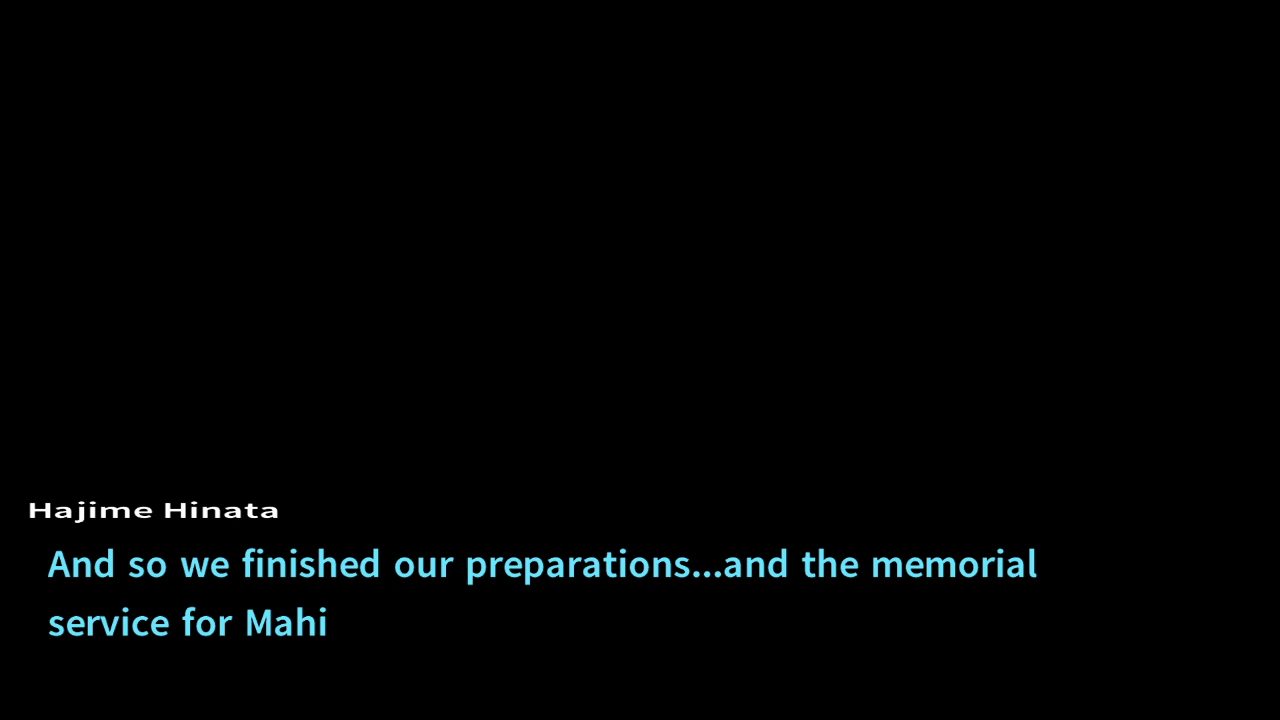 Hajime Hinata
And so we finished our preparations...and the memorial
service for Mahi